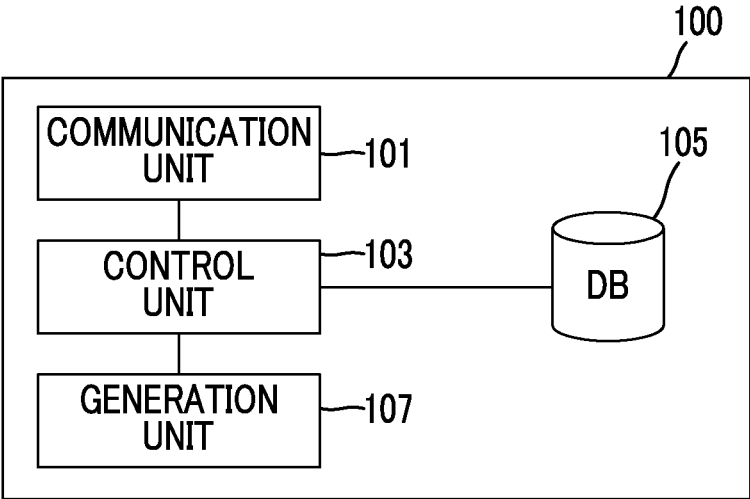 100
COMMUNICATION
UNIT
101
105
CONTROL
UNIT
103
DB
GENERATION
UNIT
107